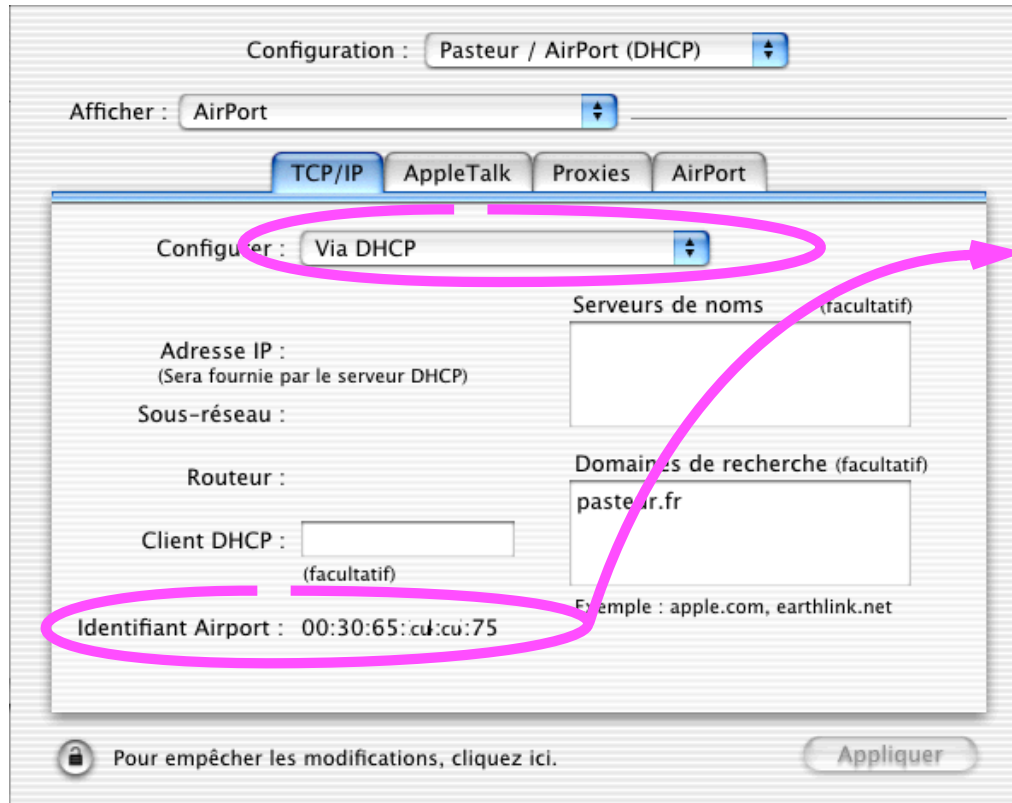 Configuration : Pasteur / AirPort (DHCP)
Afficher : AirPort
TCP/IP AppleTalk Proxies AirPort
Configurer : Via DHCP
Serveurs de noms (facultatif)
Adresse IP :
(Sera fournie par le serveur DHCP)
Sous-réseau :
Domaines de recherche (facultatif)
Routeur :
pasteur.fr
Client DHCP :
(facultatif)
Exemple : apple.com, earthlink.net
Identifiant Airport : 00:30:65: :75
Pour empêcher les modifications, cliquez ici.
Appliquer